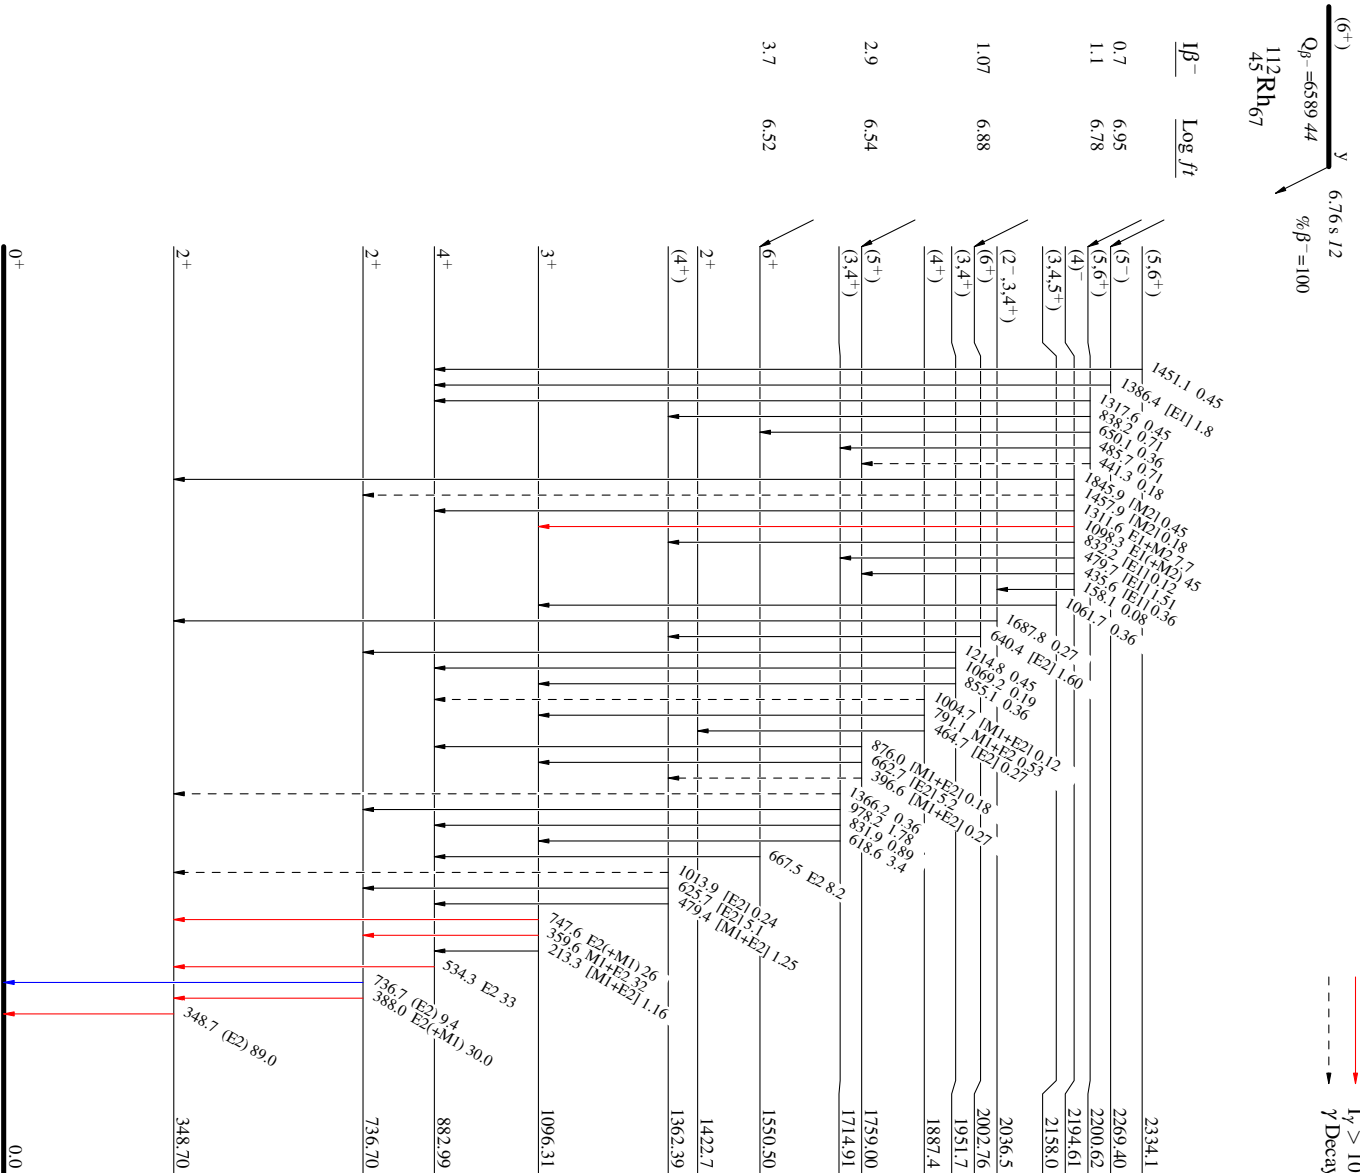 (6⁺) y 6.76 s 12
Qβ⁻=6589 44 %β⁻=100
¹¹²₄₅Rh₆₇
Iγ > 10
γ Decay
Iβ⁻ Log ft
0.7 6.95
1.1 6.78
1.07 6.88
2.9 6.54
3.7 6.52
(5,6⁺) 2334.1
(5⁻) 2269.40
(5,6⁺) 2200.62
(4)⁻ 2194.61
(3,4,5⁺) 2158.0
(2⁻,3,4⁺) 2036.5
(6⁺) 2002.76
(3,4⁺) 1951.7
(4⁺) 1887.4
(5⁺) 1759.00
(3,4⁺) 1714.91
6⁺ 1550.50
2⁺ 1422.7
(4⁺) 1362.39
3⁺ 1096.31
4⁺ 882.99
2⁺ 736.70
2⁺ 348.70
0⁺ 0.0
1451.1 0.45
1386.4 [E1] 1.8
1317.6 0.45
838.2 0.71
650.1 0.36
485.7 0.71
441.3 0.18
1845.9 [M2] 0.45
1457.9 [M2] 0.18
1311.6 E1+M2 7.7
1098.3 E1(+M2) 45
832.2 [E1] 0.12
479.7 [E1] 1.51
435.6 [E1] 0.36
158.1 0.08
1061.7 0.36
1687.8 0.27
640.4 [E2] 1.60
1214.8 0.45
1069.2 0.19
855.1 0.36
1004.7 [M1+E2] 0.12
791.1 M1+E2 0.53
464.7 [E2] 0.27
876.0 [M1+E2] 0.18
662.7 [E2] 5.2
396.6 [M1+E2] 0.27
1366.2 0.36
978.2 1.78
831.9 0.89
618.6 3.4
667.5 E2 8.2
1013.9 [E2] 0.24
625.7 [E2] 5.1
479.4 [M1+E2] 1.25
747.6 E2(+M1) 26
359.6 M1+E2 32
213.3 [M1+E2] 1.16
534.3 E2 33
736.7 (E2) 9.4
388.0 E2(+M1) 30.0
348.7 (E2) 89.0